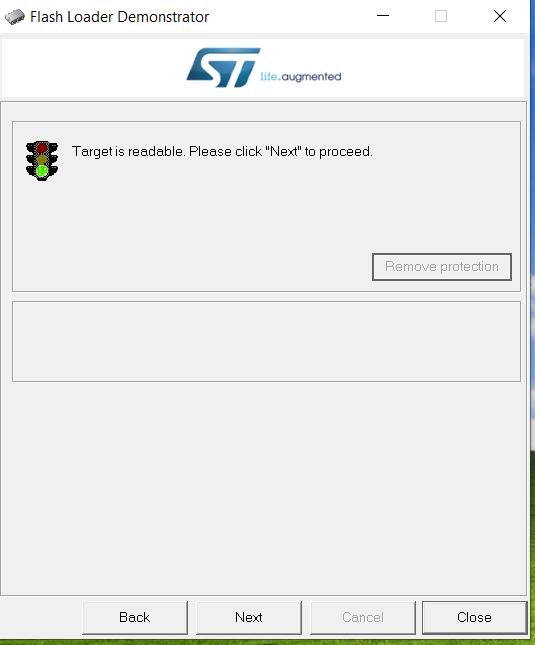 Flash Loader Demonstrator
ST life.augmented
Target is readable. Please click "Next" to proceed.
Remove protection
Back Next Cancel Close